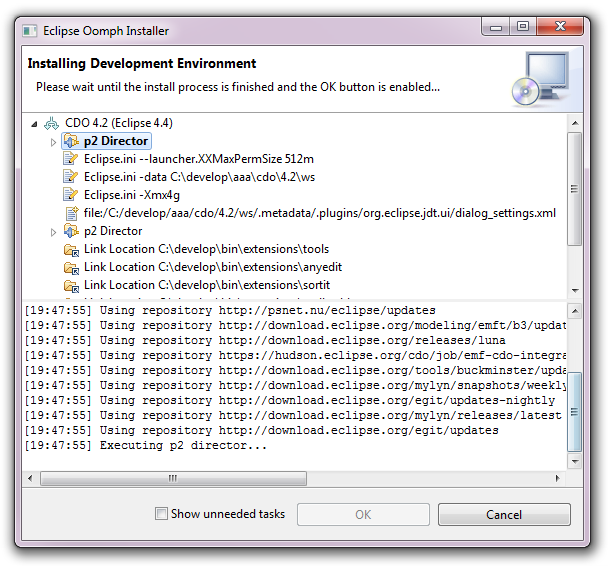 Eclipse Oomph Installer
Installing Development Environment
Please wait until the install process is finished and the OK button is enabled...
CDO 4.2 (Eclipse 4.4)
p2 Director
Eclipse.ini --launcher.XXMaxPermSize 512m
Eclipse.ini -data C:\develop\aaa\cdo\4.2\ws
Eclipse.ini -Xmx4g
file:/C:/develop/aaa/cdo/4.2/ws/.metadata/.plugins/org.eclipse.jdt.ui/dialog_settings.xml
p2 Director
Link Location C:\develop\bin\extensions\tools
Link Location C:\develop\bin\extensions\anyedit
Link Location C:\develop\bin\extensions\sortit
[19:47:55] Using repository http://psnet.nu/eclipse/updates
[19:47:55] Using repository http://download.eclipse.org/modeling/emft/b3/updat
[19:47:55] Using repository http://download.eclipse.org/releases/luna
[19:47:55] Using repository https://hudson.eclipse.org/cdo/job/emf-cdo-integra
[19:47:55] Using repository http://download.eclipse.org/tools/buckminster/upda
[19:47:55] Using repository http://download.eclipse.org/mylyn/snapshots/weekly
[19:47:55] Using repository http://download.eclipse.org/egit/updates-nightly
[19:47:55] Using repository http://download.eclipse.org/mylyn/releases/latest
[19:47:55] Using repository http://download.eclipse.org/egit/updates
[19:47:55] Executing p2 director...
Show unneeded tasks
OK
Cancel